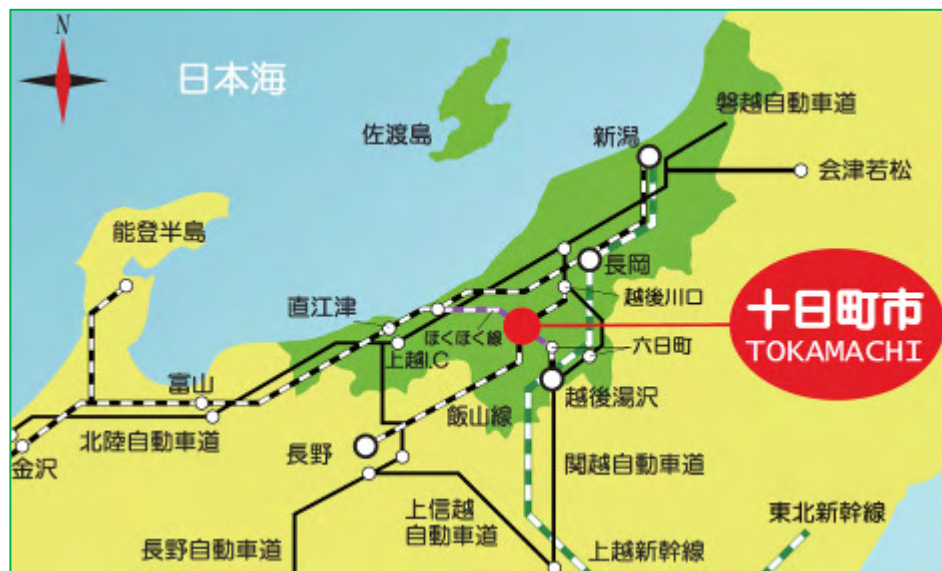 N
日本海
佐渡島
新潟
磐越自動車道
会津若松
能登半島
長岡
越後川口
直江津
ほくほく線
上越I.C
六日町
十日町市
TOKAMACHI
富山
飯山線
越後湯沢
北陸自動車道
金沢
長野
関越自動車道
上信越
自動車道
長野自動車道
上越新幹線
東北新幹線